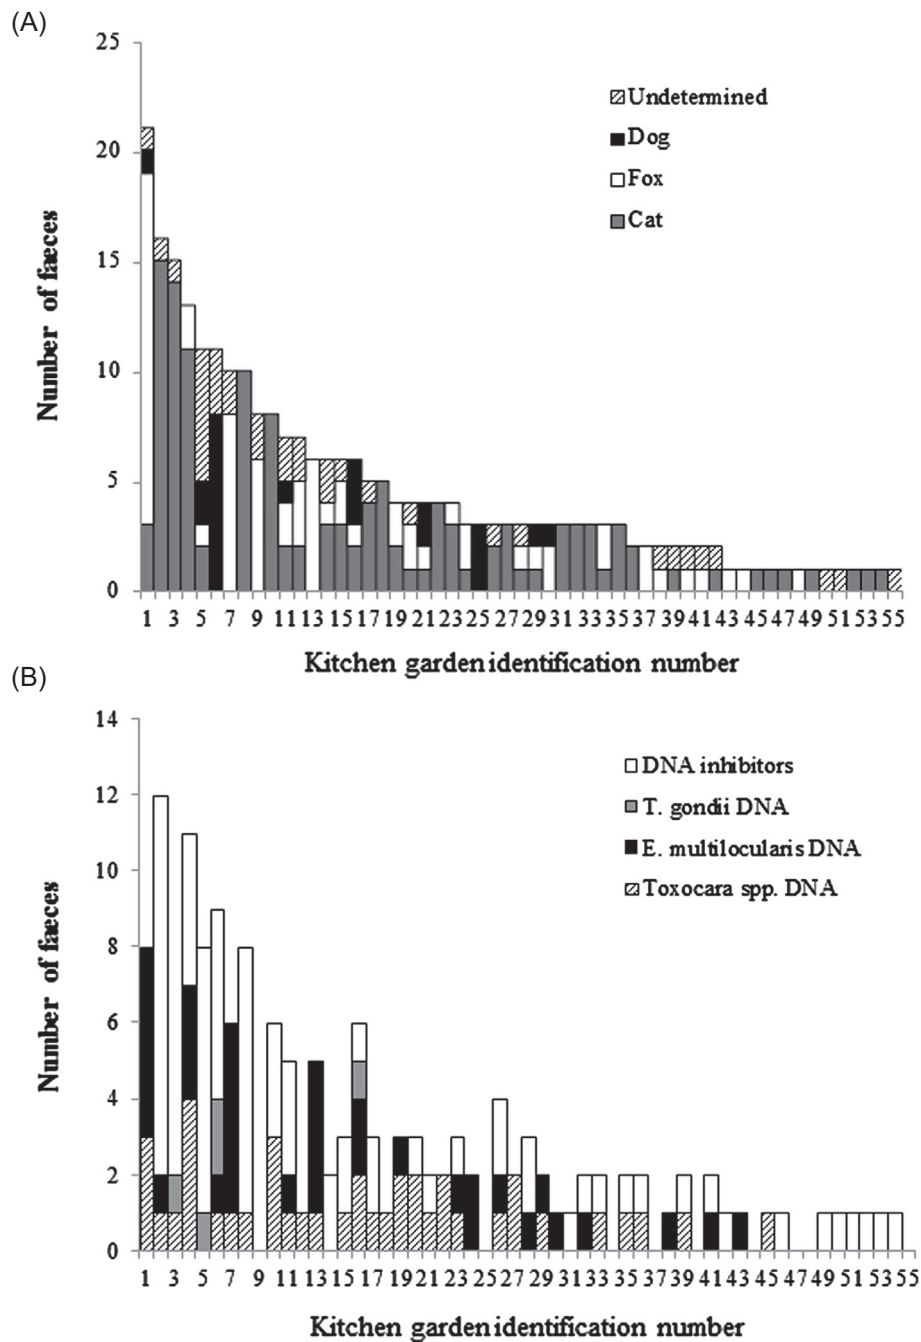 (A)
25
20
15
10
5
0
Number of faeces
Undetermined
Dog
Fox
Cat
1 3 5 7 9 11 13 15 17 19 21 23 25 27 29 31 33 35 37 39 41 43 45 47 49 51 53 55
Kitchen garden identification number
(B)
14
12
10
8
6
4
2
0
Number of faeces
DNA inhibitors
T. gondii DNA
E. multilocularis DNA
Toxocara spp. DNA
1 3 5 7 9 11 13 15 17 19 21 23 25 27 29 31 33 35 37 39 41 43 45 47 49 51 53 55
Kitchen garden identification number